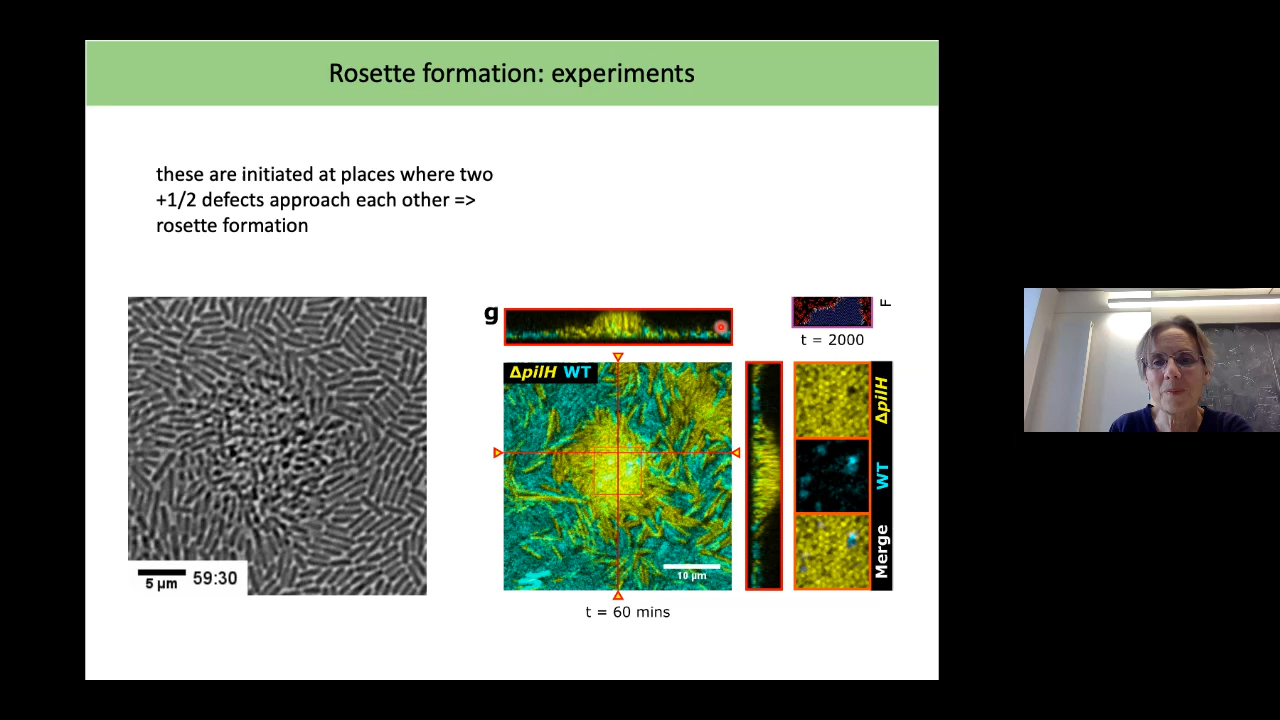 Rosette formation: experiments
these are initiated at places where two
+1/2 defects approach each other =>
rosette formation
5 µm 59:30
g
ΔpilH WT
10 µm
t = 60 mins
F
t = 2000
ΔpilH
WT
Merge